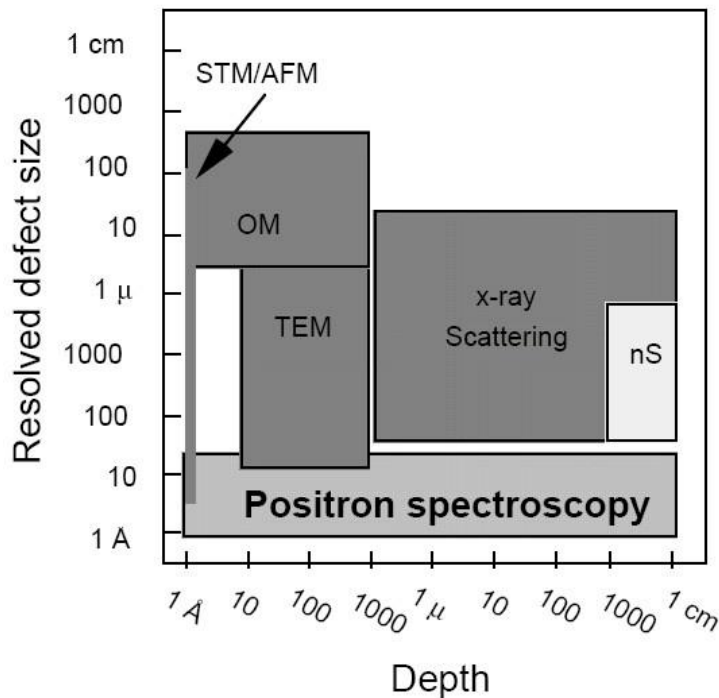 Resolved defect size
1 cm
1000
100
10
1 μ
1000
100
10
1 Å
STM/AFM
OM
TEM
x-ray
Scattering
nS
Positron spectroscopy
1 Å
10
100
1000
1 μ
10
100
1000
1 cm
Depth